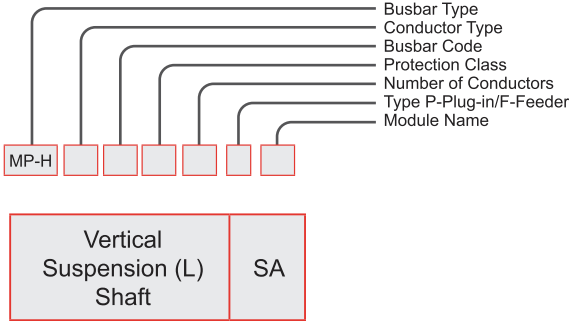 Busbar Type
Conductor Type
Busbar Code
Protection Class
Number of Conductors
Type P-Plug-in/F-Feeder
Module Name
MP-H
Vertical
Suspension (L)
Shaft
SA